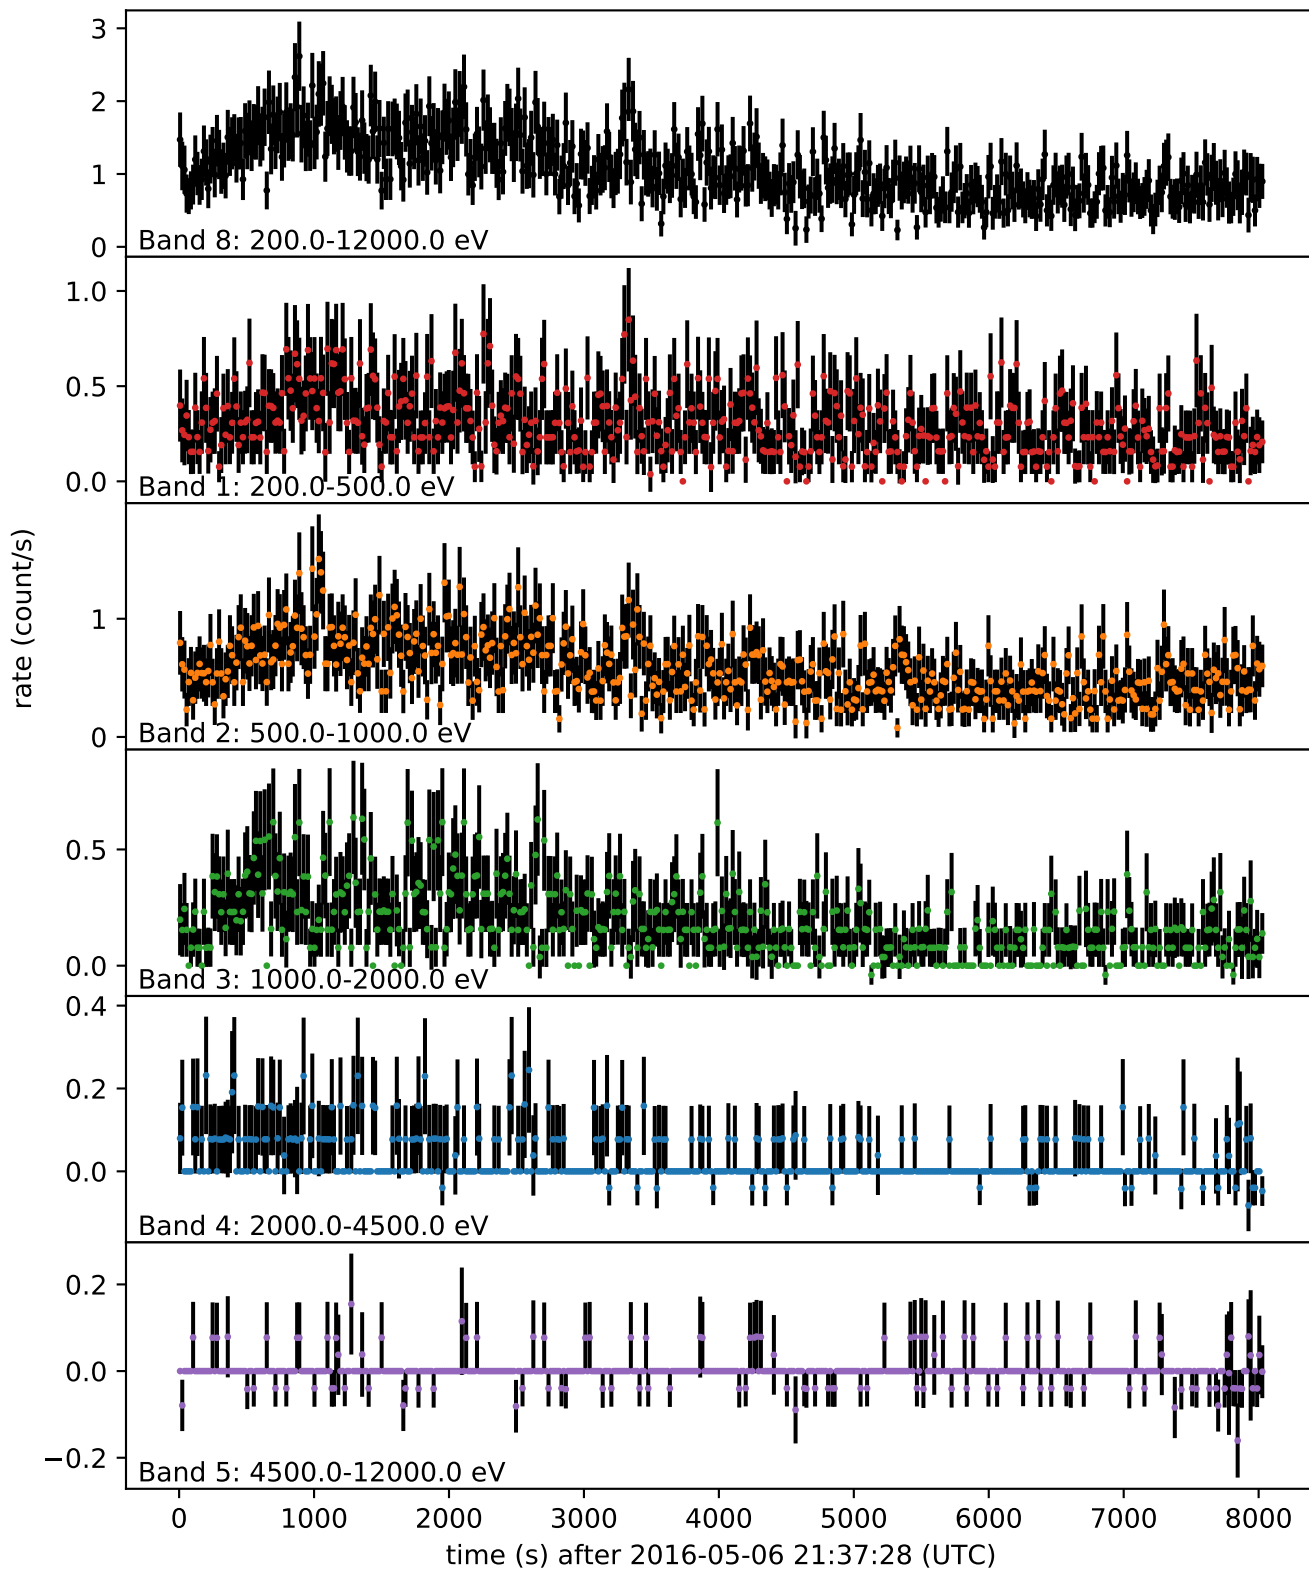 3
2
1
0
Band 8: 200.0-12000.0 eV
1.0
0.5
0.0
Band 1: 200.0-500.0 eV
1
0
Band 2: 500.0-1000.0 eV
rate (count/s)
0.5
0.0
Band 3: 1000.0-2000.0 eV
0.4
0.2
0.0
Band 4: 2000.0-4500.0 eV
0.2
0.0
−0.2
Band 5: 4500.0-12000.0 eV
0 1000 2000 3000 4000 5000 6000 7000 8000
time (s) after 2016-05-06 21:37:28 (UTC)